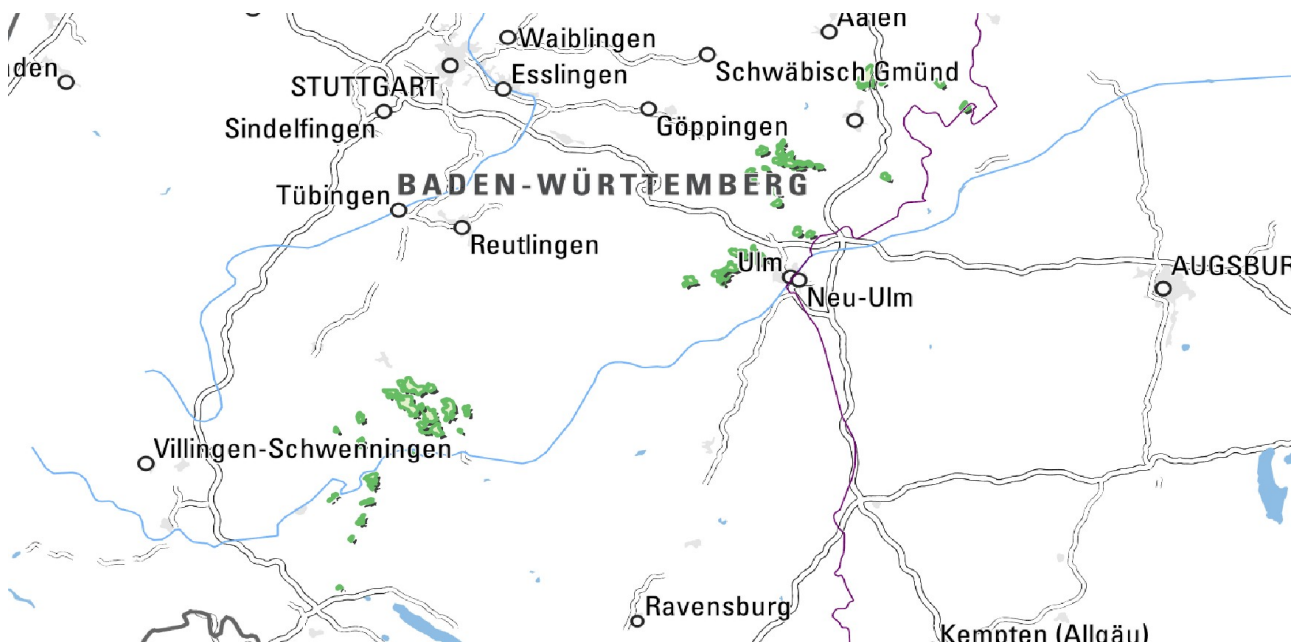 Aalen
Waiblingen
den
Esslingen
Schwäbisch Gmünd
STUTTGART
Göppingen
Sindelfingen
Tübingen
BADEN-WÜRTTEMBERG
Reutlingen
Ulm
AUGSBUR
Neu-Ulm
Villingen-Schwenningen
Ravensburg
Kempten (Allgäu)